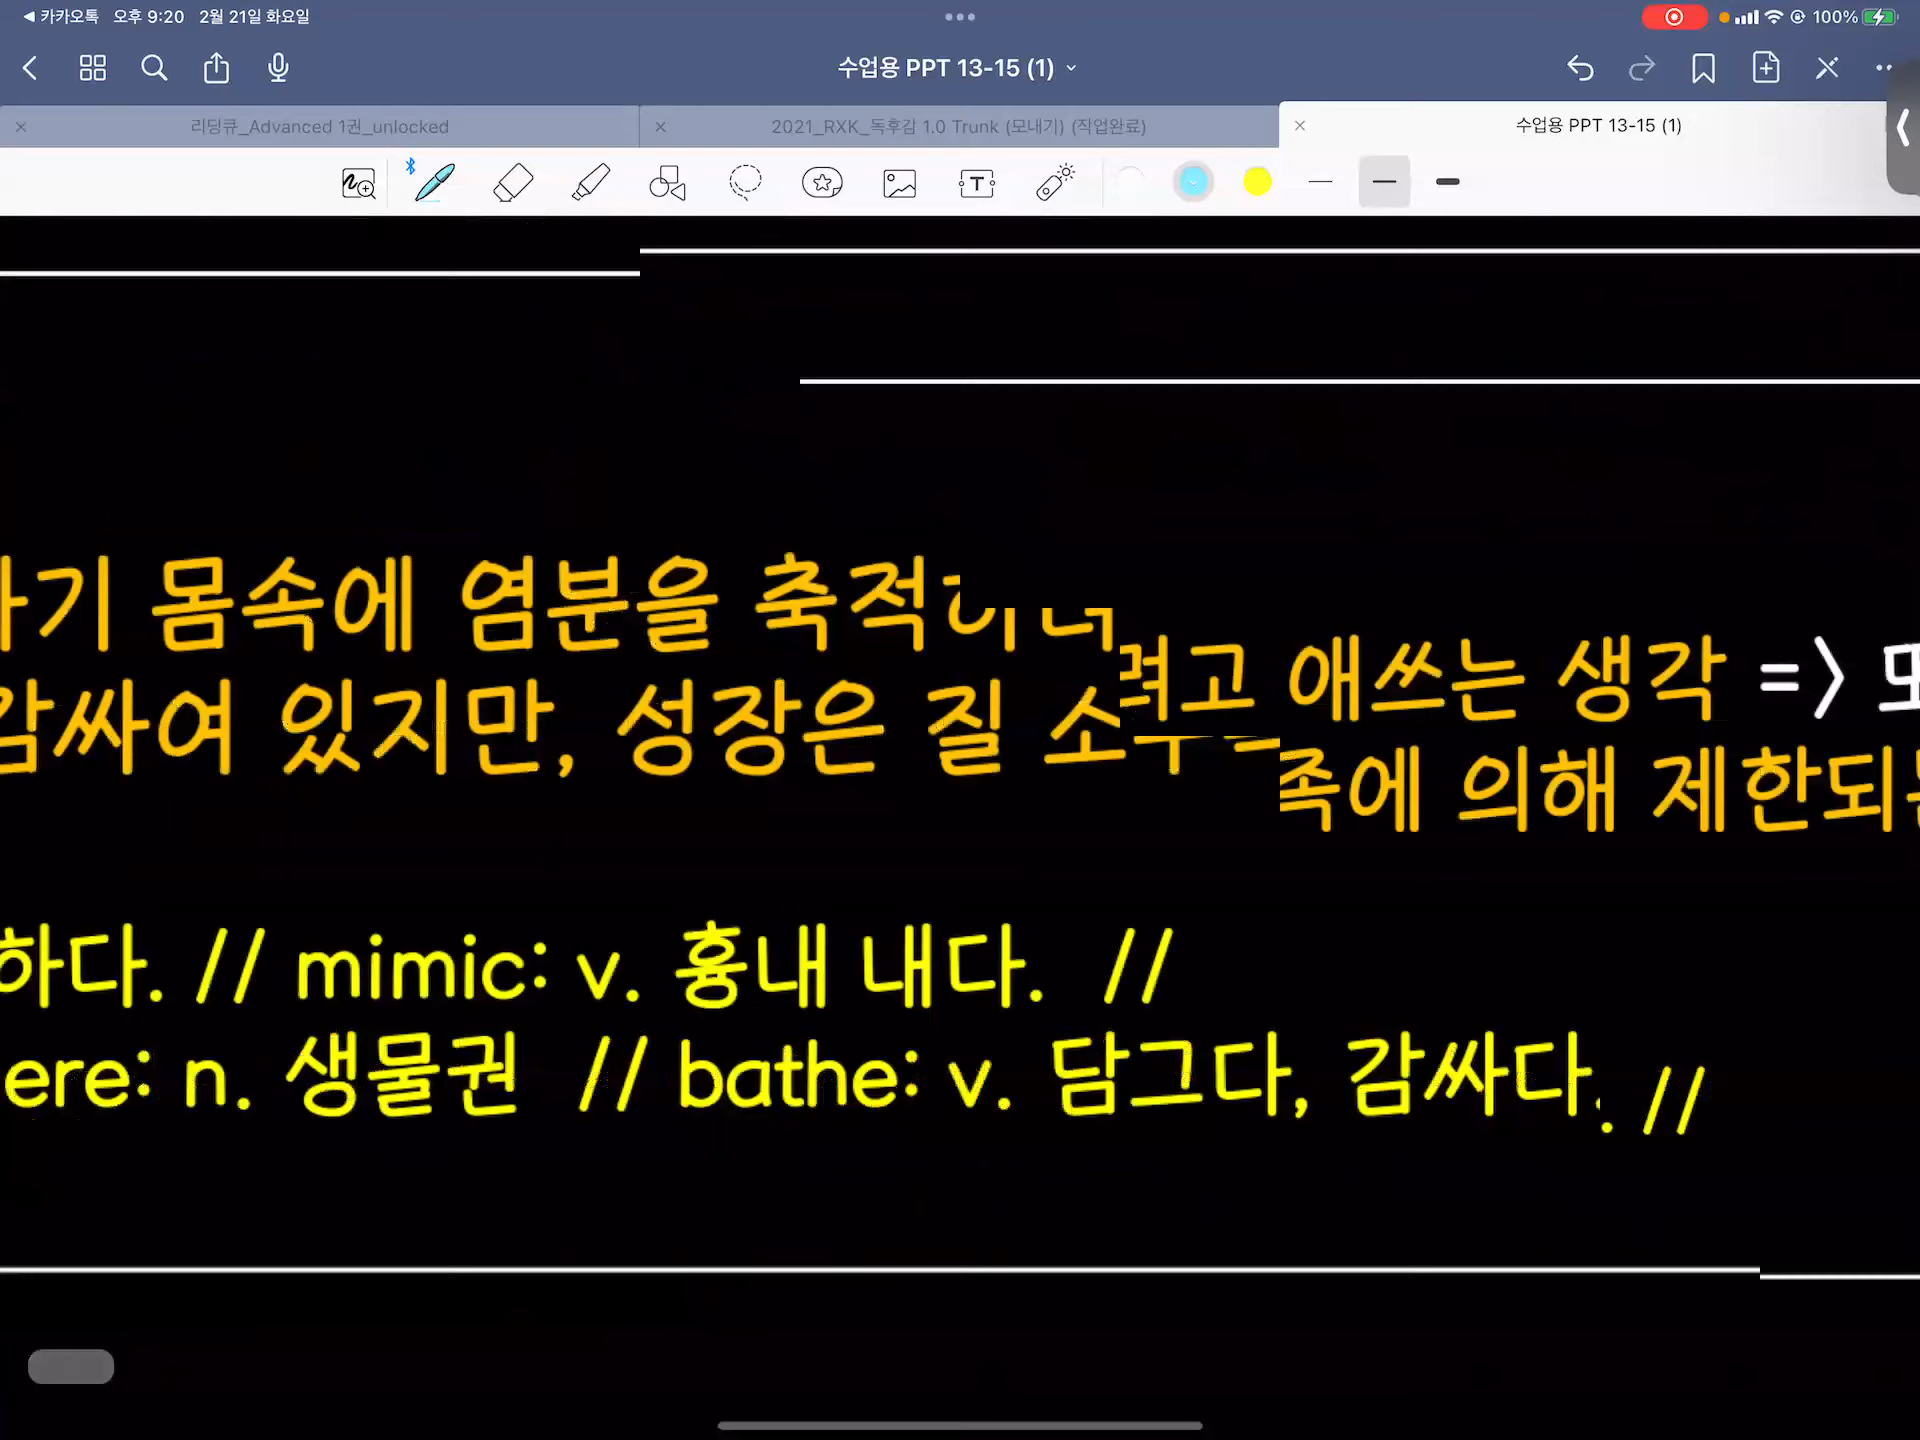 ◀ 카카오톡 오후 9:20 2월 21일 화요일
100%
수업용 PPT 13-15 (1)
리딩큐_Advanced 1권_unlocked
2021_RXK_독후감 1.0 Trunk (모내기) (작업완료)
수업용 PPT 13-15 (1)
몸속에 염분을 축적
려고 애쓰는 생각 =>
감싸여 있지만, 성장은 질 소
족에 의해 제한되
하다. // mimic: v. 흉내 내다. //
ere: n. 생물권 // bathe: v. 담그다, 감싸다. //